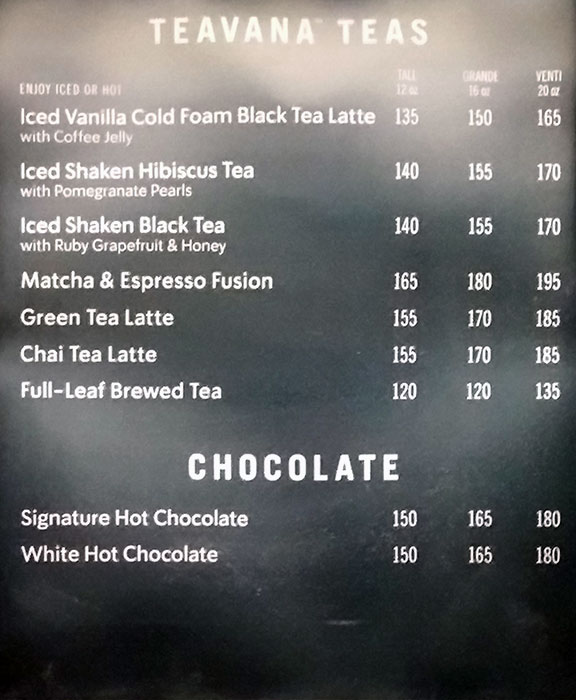 TEAVANA™ TEAS
TALL GRANDE VENTI
ENJOY ICED OR HOT 12 oz 16 oz 20 oz
Iced Vanilla Cold Foam Black Tea Latte 135 150 165
with Coffee Jelly
Iced Shaken Hibiscus Tea 140 155 170
with Pomegranate Pearls
Iced Shaken Black Tea 140 155 170
with Ruby Grapefruit & Honey
Matcha & Espresso Fusion 165 180 195
Green Tea Latte 155 170 185
Chai Tea Latte 155 170 185
Full-Leaf Brewed Tea 120 120 135
CHOCOLATE
Signature Hot Chocolate 150 165 180
White Hot Chocolate 150 165 180